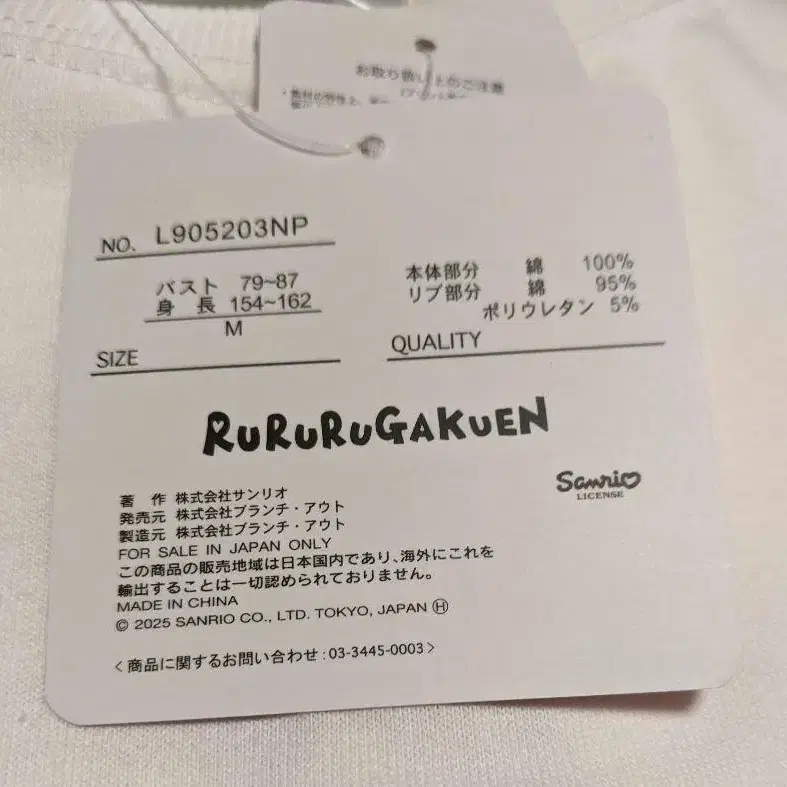 お取り扱い上のご注意
NO. L905203NP
バスト 79~87
身 長 154~162
M
SIZE
本体部分 綿 100%
リブ部分 綿 95%
ポリウレタン 5%
QUALITY
RURURUGAKUEN
Sanrio
LICENSE
著 作 株式会社サンリオ
発売元 株式会社ブランチ・アウト
製造元 株式会社ブランチ・アウト
FOR SALE IN JAPAN ONLY
この商品の販売地域は日本国内であり、海外にこれを
輸出することは一切認められておりません。
MADE IN CHINA
© 2025 SANRIO CO., LTD. TOKYO, JAPAN Ⓗ
<商品に関するお問い合わせ:03-3445-0003>